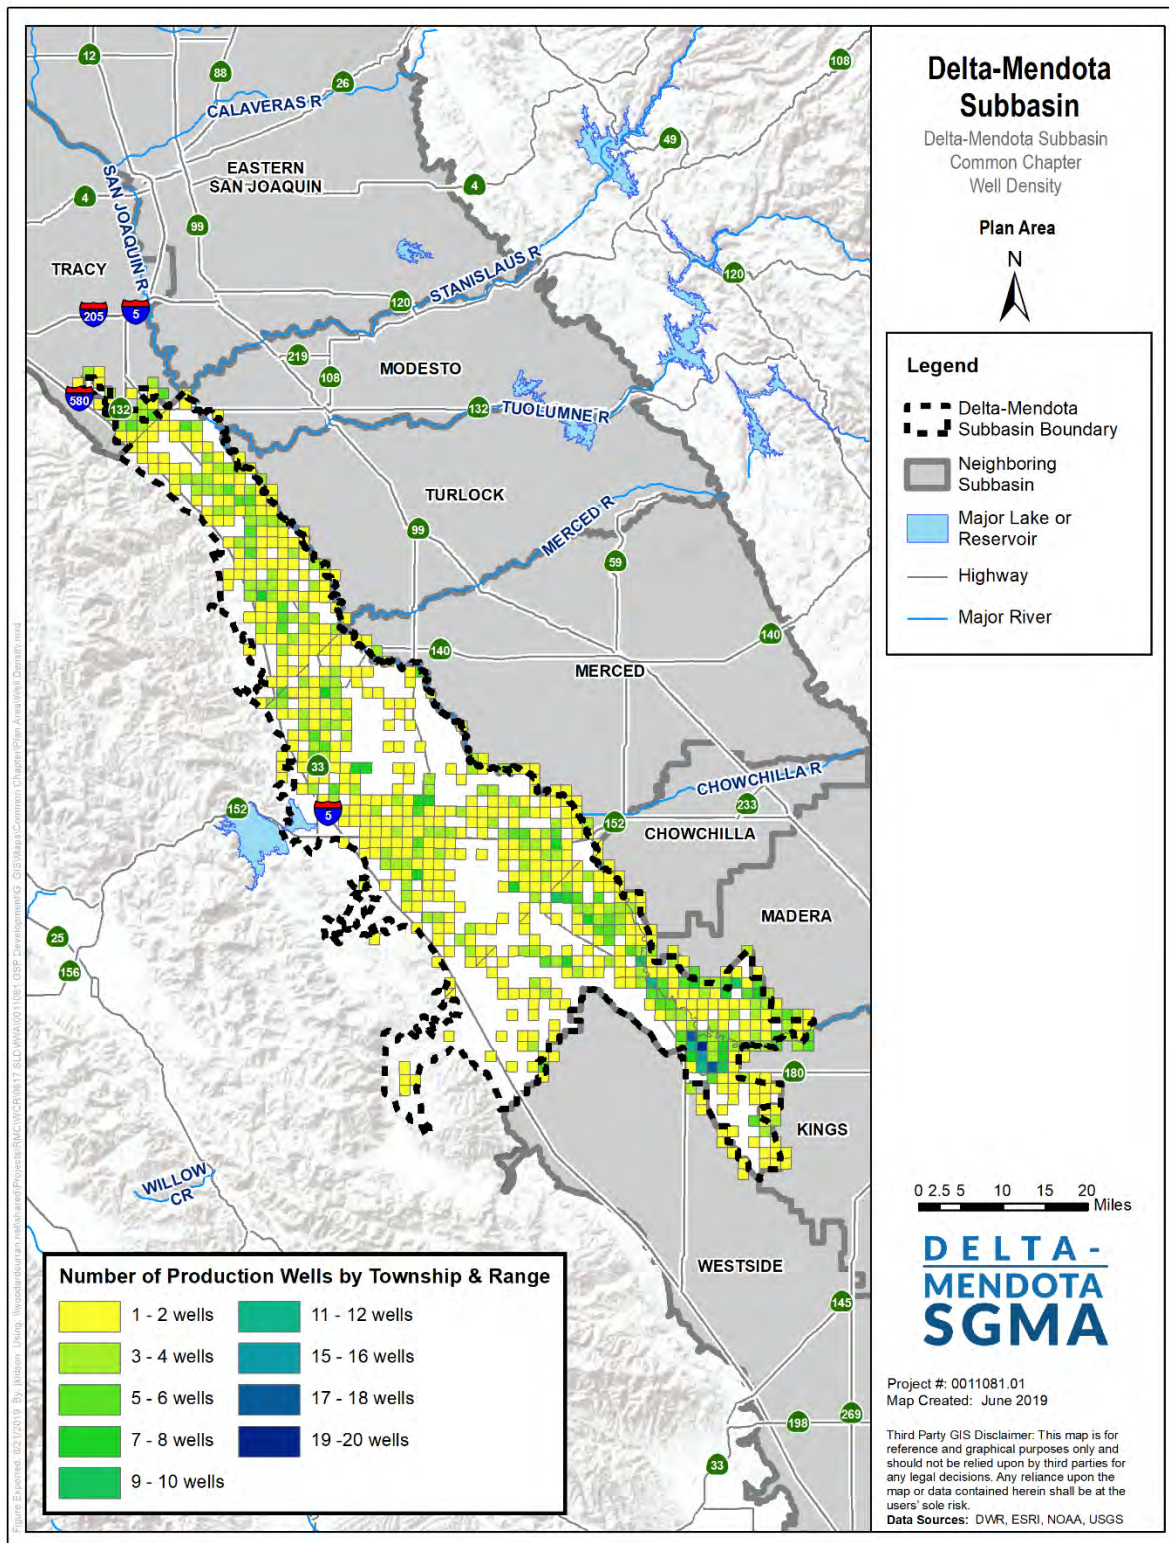 Delta-Mendota
Subbasin
Delta-Mendota Subbasin
Common Chapter
Well Density
Plan Area
N
Legend
Delta-Mendota
Subbasin Boundary
Neighboring
Subbasin
Major Lake or
Reservoir
Highway
Major River
12
88
26
108
CALAVERAS R
49
EASTERN
SAN JOAQUIN
SAN JOAQUIN R
4
4
99
TRACY
STANISLAUS R
120
120
205
5
219
MODESTO
108
580
132
132
TUOLUMNE R
TURLOCK
99
MERCED R
59
140
140
MERCED
33
CHOWCHILLA R
233
152
5
152
CHOWCHILLA
MADERA
25
156
180
KINGS
WILLOW
CR
WESTSIDE
145
269
198
33
Number of Production Wells by Township & Range
1 - 2 wells
3 - 4 wells
5 - 6 wells
7 - 8 wells
9 - 10 wells
11 - 12 wells
15 - 16 wells
17 - 18 wells
19 -20 wells
0 2.5 5 10 15 20
Miles
DELTA-
MENDOTA
SGMA
Project #: 0011081.01
Map Created: June 2019
Third Party GIS Disclaimer: This map is for
reference and graphical purposes only and
should not be relied upon by third parties for
any legal decisions. Any reliance upon the
map or data contained herein shall be at the
users' sole risk.
Data Sources: DWR, ESRI, NOAA, USGS